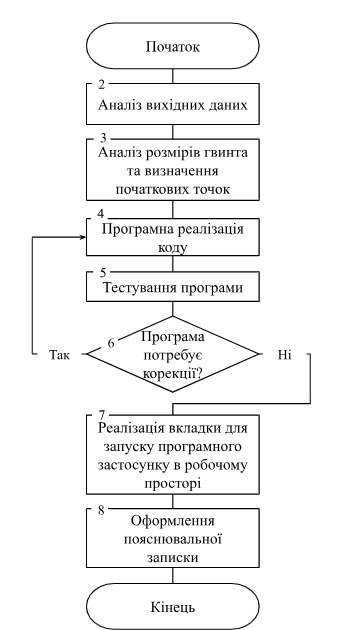 Початок
2
Аналіз вихідних даних
3
Аналіз розмірів гвинта
та визначення
початкових точок
4
Програмна реалізація
коду
5
Тестування програми
6
Програма
потребує
корекції?
Так
Ні
7
Реалізація вкладки для
запуску програмного
застосунку в робочому
просторі
8
Оформлення
пояснювальної
записки
Кінець